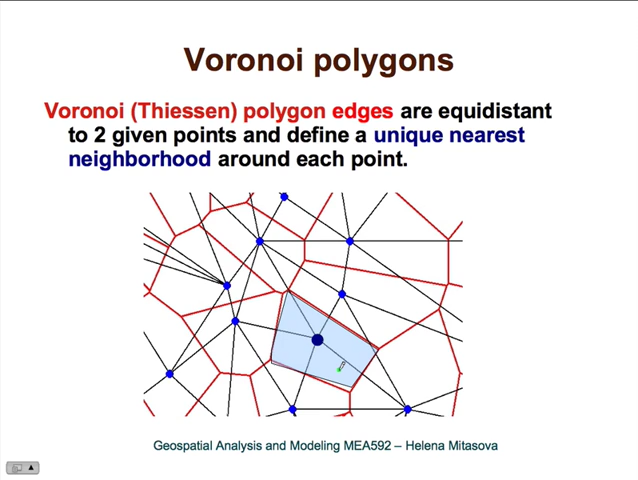 Voronoi polygons
Voronoi (Thiessen) polygon edges are equidistant
to 2 given points and define a unique nearest
neighborhood around each point.
Geospatial Analysis and Modeling MEA592 – Helena Mitasova